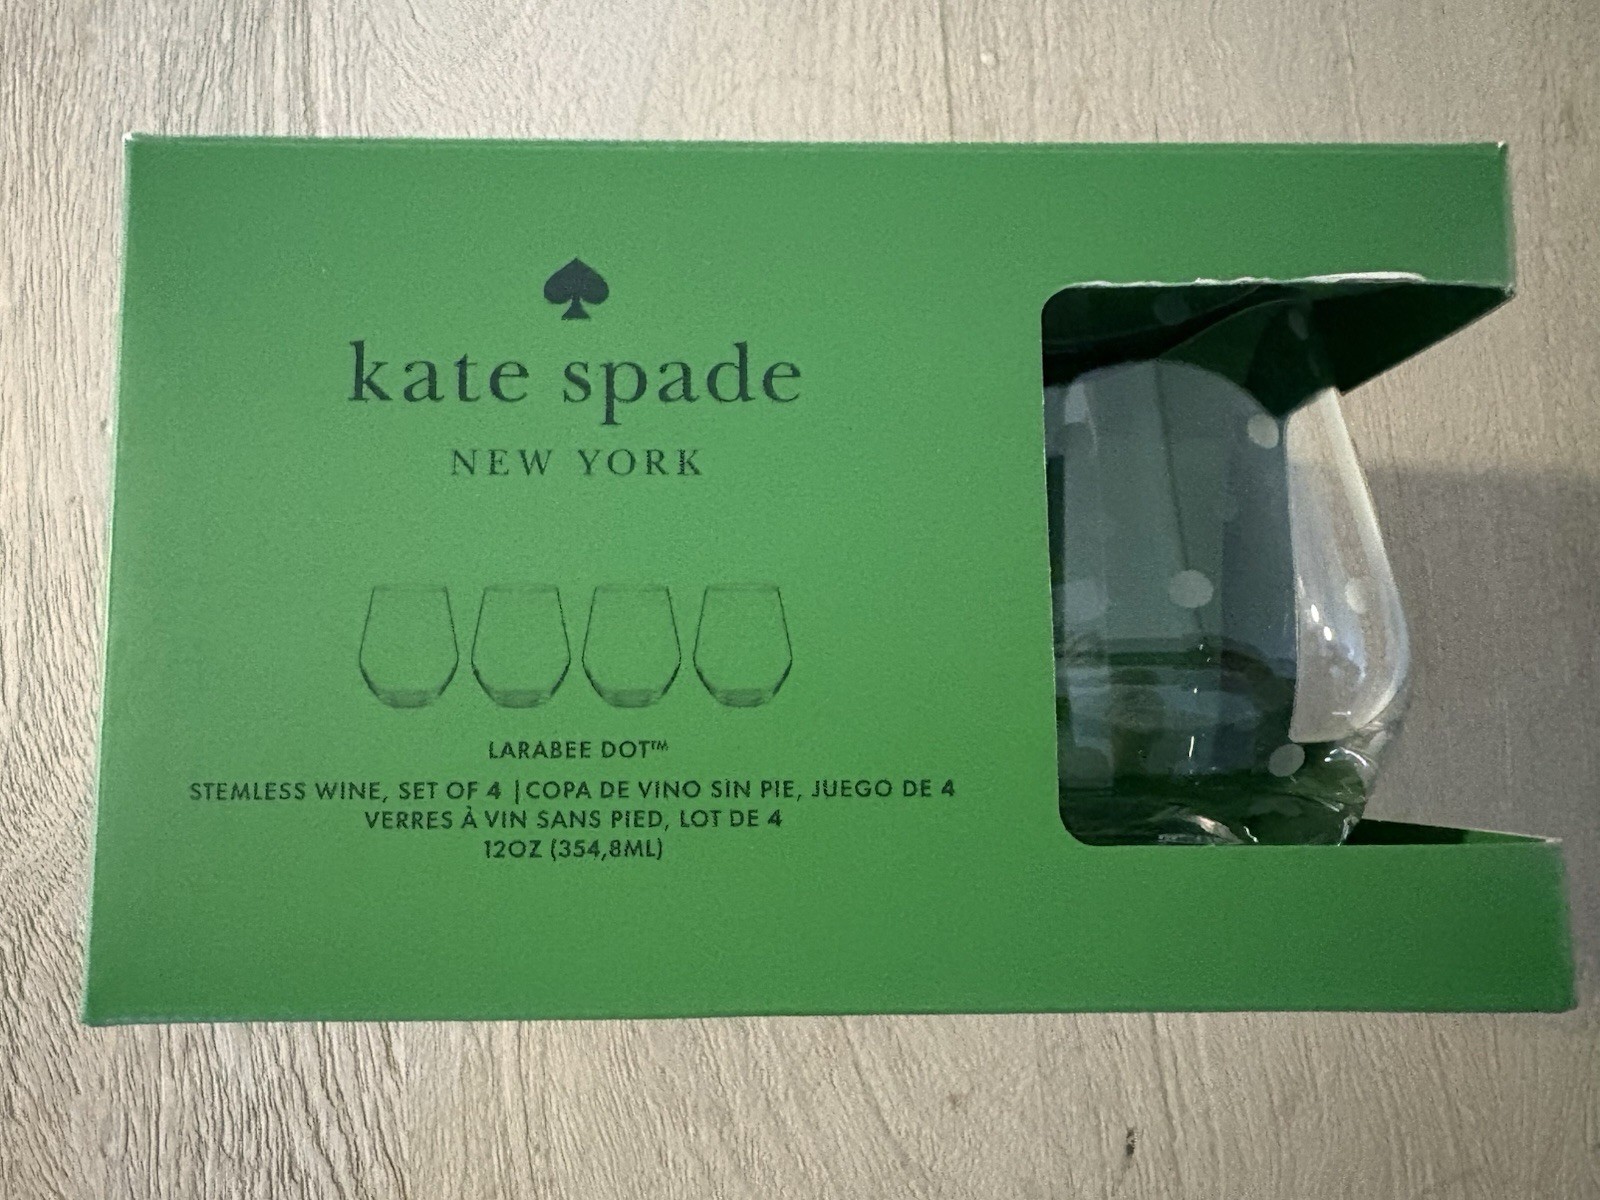 kate spade
NEW YORK
LARABEE DOT™
STEMLESS WINE, SET OF 4 | COPA DE VINO SIN PIE, JUEGO DE 4
VERRES À VIN SANS PIED, LOT DE 4
12OZ (354,8ML)